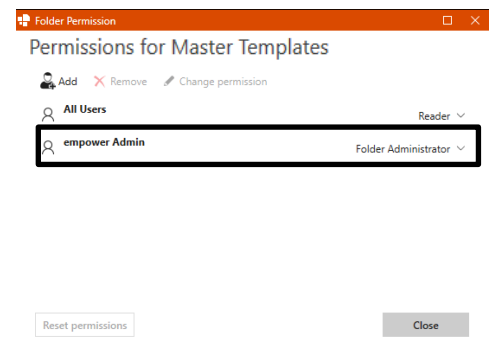 Folder Permission
Permissions for Master Templates
Add Remove Change permission
All Users
Reader
empower Admin
Folder Administrator
Reset permissions Close